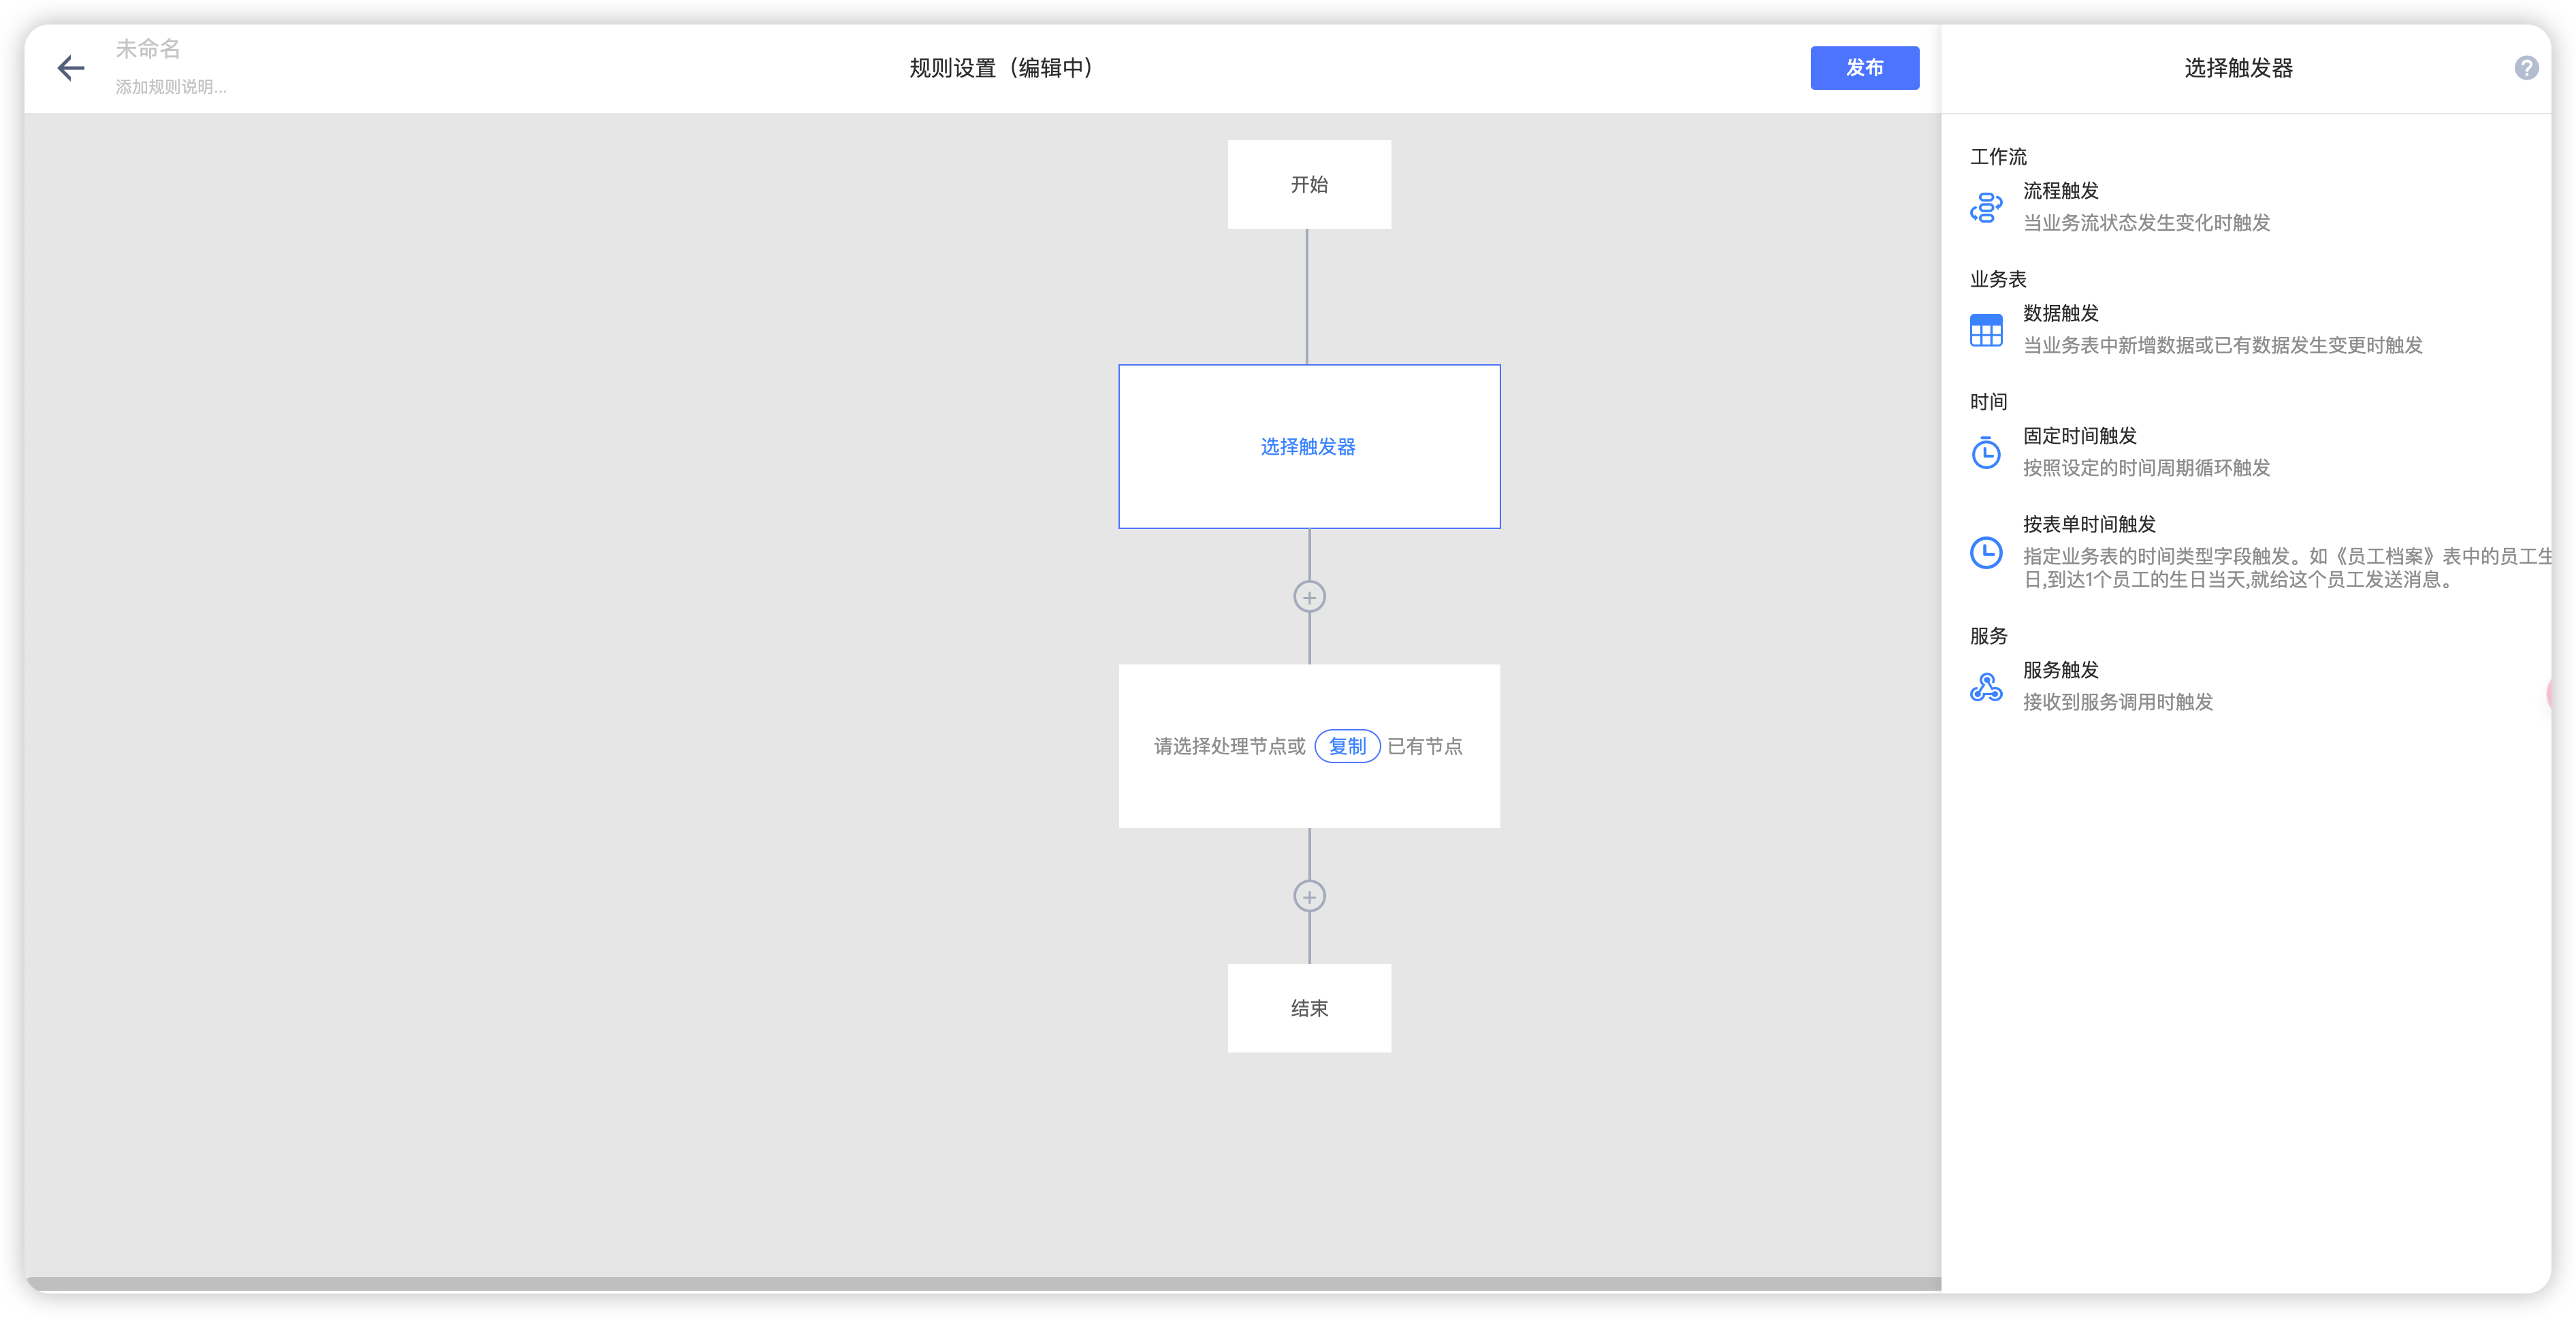 未命名
添加规则说明...
规则设置（编辑中）
发布
开始
选择触发器
请选择处理节点或 复制 已有节点
结束
选择触发器
工作流
流程触发
当业务流状态发生变化时触发
业务表
数据触发
当业务表中新增数据或已有数据发生变更时触发
时间
固定时间触发
按照设定的时间周期循环触发
按表单时间触发
指定业务表的时间类型字段触发。如《员工档案》表中的员工生
日,到达1个员工的生日当天,就给这个员工发送消息。
服务
服务触发
接收到服务调用时触发